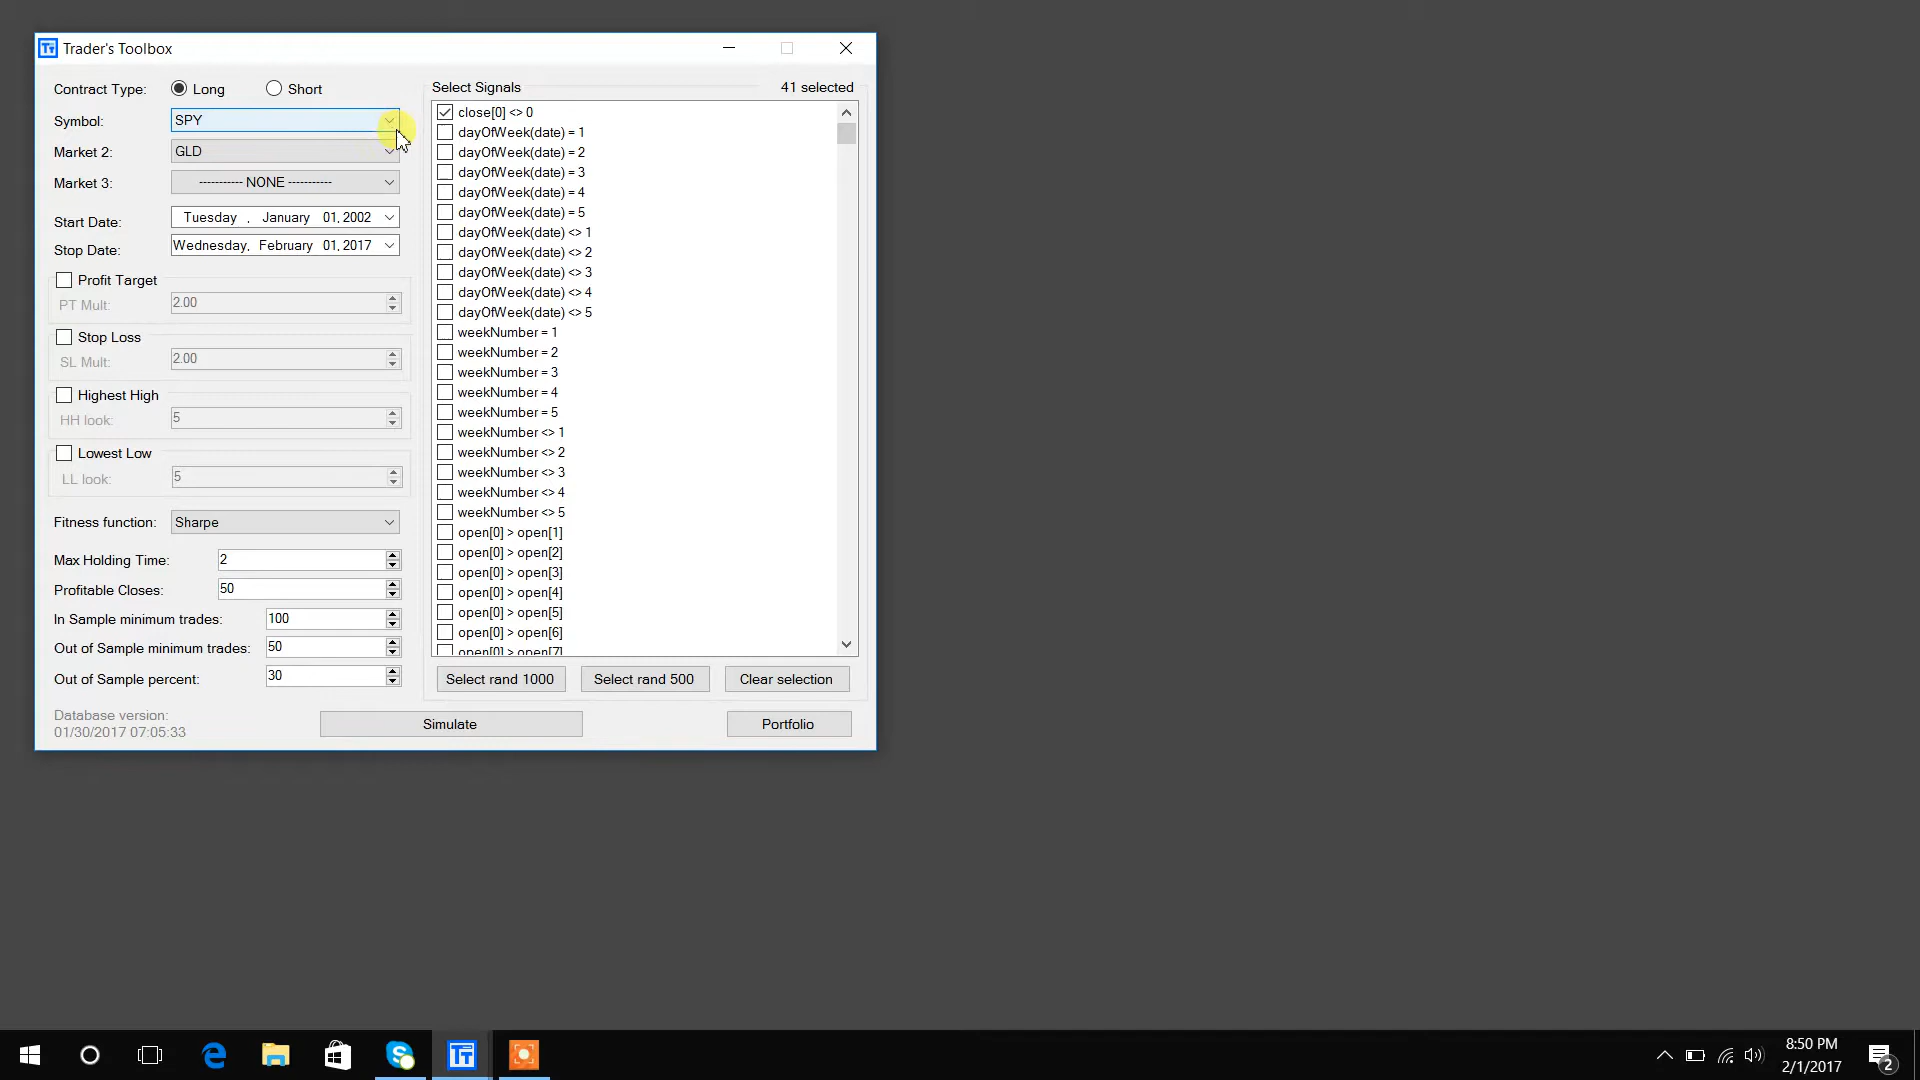 Trader's Toolbox
Contract Type: Long Short
Symbol: SPY
Market 2: GLD
Market 3: ----------- NONE -----------
Start Date: Tuesday , January 01, 2002
Stop Date: Wednesday, February 01, 2017
Profit Target
PT Mult: 2.00
Stop Loss
SL Mult: 2.00
Highest High
HH look: 5
Lowest Low
LL look: 5
Fitness function: Sharpe
Max Holding Time: 2
Profitable Closes: 50
In Sample minimum trades: 100
Out of Sample minimum trades: 50
Out of Sample percent: 30
Database version:
01/30/2017 07:05:33
Select Signals 41 selected
close[0] <> 0
dayOfWeek(date) = 1
dayOfWeek(date) = 2
dayOfWeek(date) = 3
dayOfWeek(date) = 4
dayOfWeek(date) = 5
dayOfWeek(date) <> 1
dayOfWeek(date) <> 2
dayOfWeek(date) <> 3
dayOfWeek(date) <> 4
dayOfWeek(date) <> 5
weekNumber = 1
weekNumber = 2
weekNumber = 3
weekNumber = 4
weekNumber = 5
weekNumber <> 1
weekNumber <> 2
weekNumber <> 3
weekNumber <> 4
weekNumber <> 5
open[0] > open[1]
open[0] > open[2]
open[0] > open[3]
open[0] > open[4]
open[0] > open[5]
open[0] > open[6]
open[0] > open[7]
Select rand 1000 Select rand 500 Clear selection
Simulate Portfolio
8:50 PM
2/1/2017
2